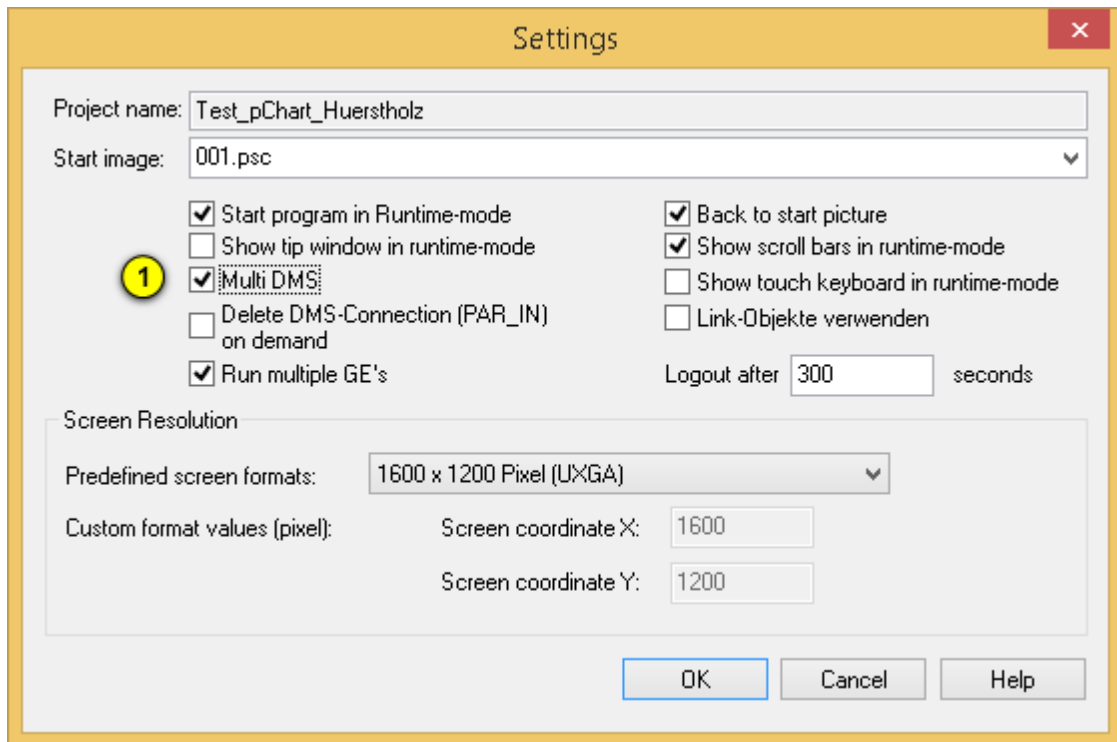 Settings
Project name: Test_pChart_Huerstholz
Start image: 001.psc
Start program in Runtime-mode
Back to start picture
Show tip window in runtime-mode
Show scroll bars in runtime-mode
1 Multi DMS
Show touch keyboard in runtime-mode
Delete DMS-Connection (PAR_IN)
on demand
Link-Objekte verwenden
Run multiple GE's
Logout after 300 seconds
Screen Resolution
Predefined screen formats: 1600 x 1200 Pixel (UXGA)
Custom format values (pixel): Screen coordinate X: 1600
Screen coordinate Y: 1200
OK Cancel Help